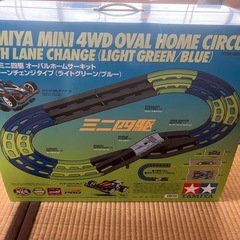 MIYA MINI 4WD OVAL HOME CIRCU
TH LANE CHANGE (LIGHT GREEN/BLUE)
ミニ四駆 オーバルホームサーキット
ーンチェンジタイプ (ライトグリーン/ブルー)
ミニ四駆
TAMIYA